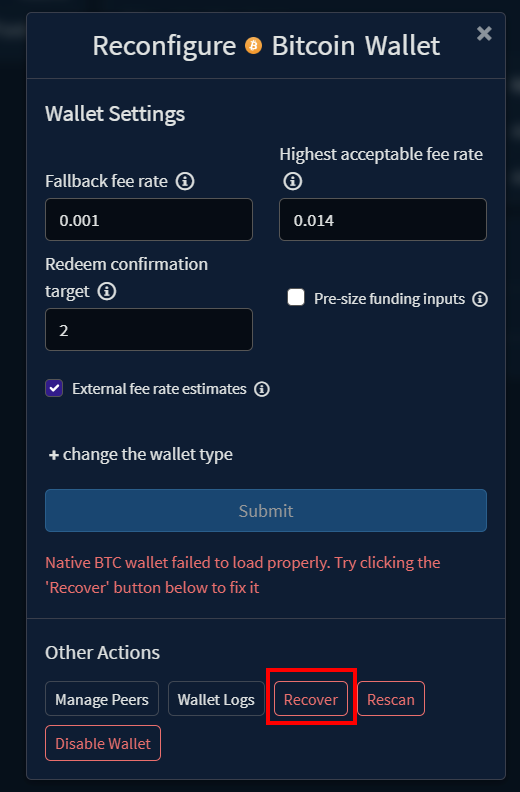 Reconfigure Bitcoin Wallet
Wallet Settings
Highest acceptable fee rate
Fallback fee rate
0.001
0.014
Redeem confirmation
target
Pre-size funding inputs
2
External fee rate estimates
+ change the wallet type
Submit
Native BTC wallet failed to load properly. Try clicking the
'Recover' button below to fix it
Other Actions
Manage Peers Wallet Logs Recover Rescan
Disable Wallet